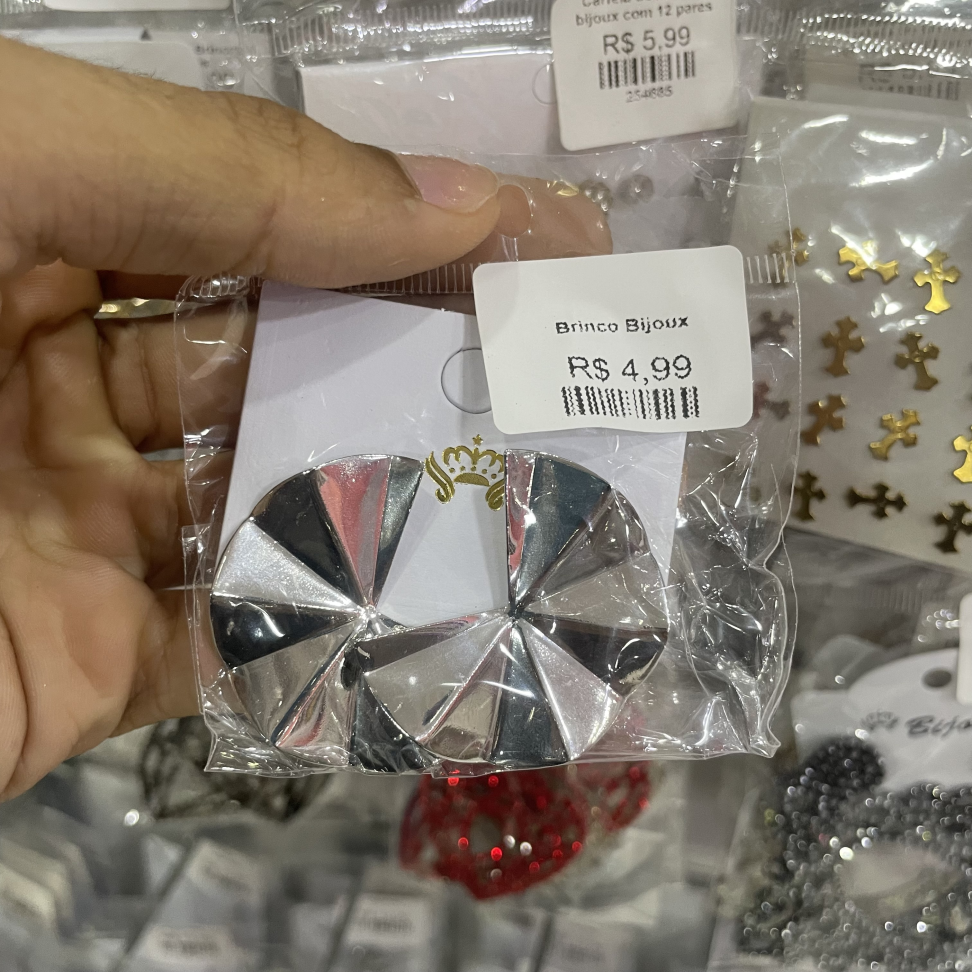 bijoux com 12 pares
R$ 5,99
254685
Brinco Bijoux
R$ 4,99